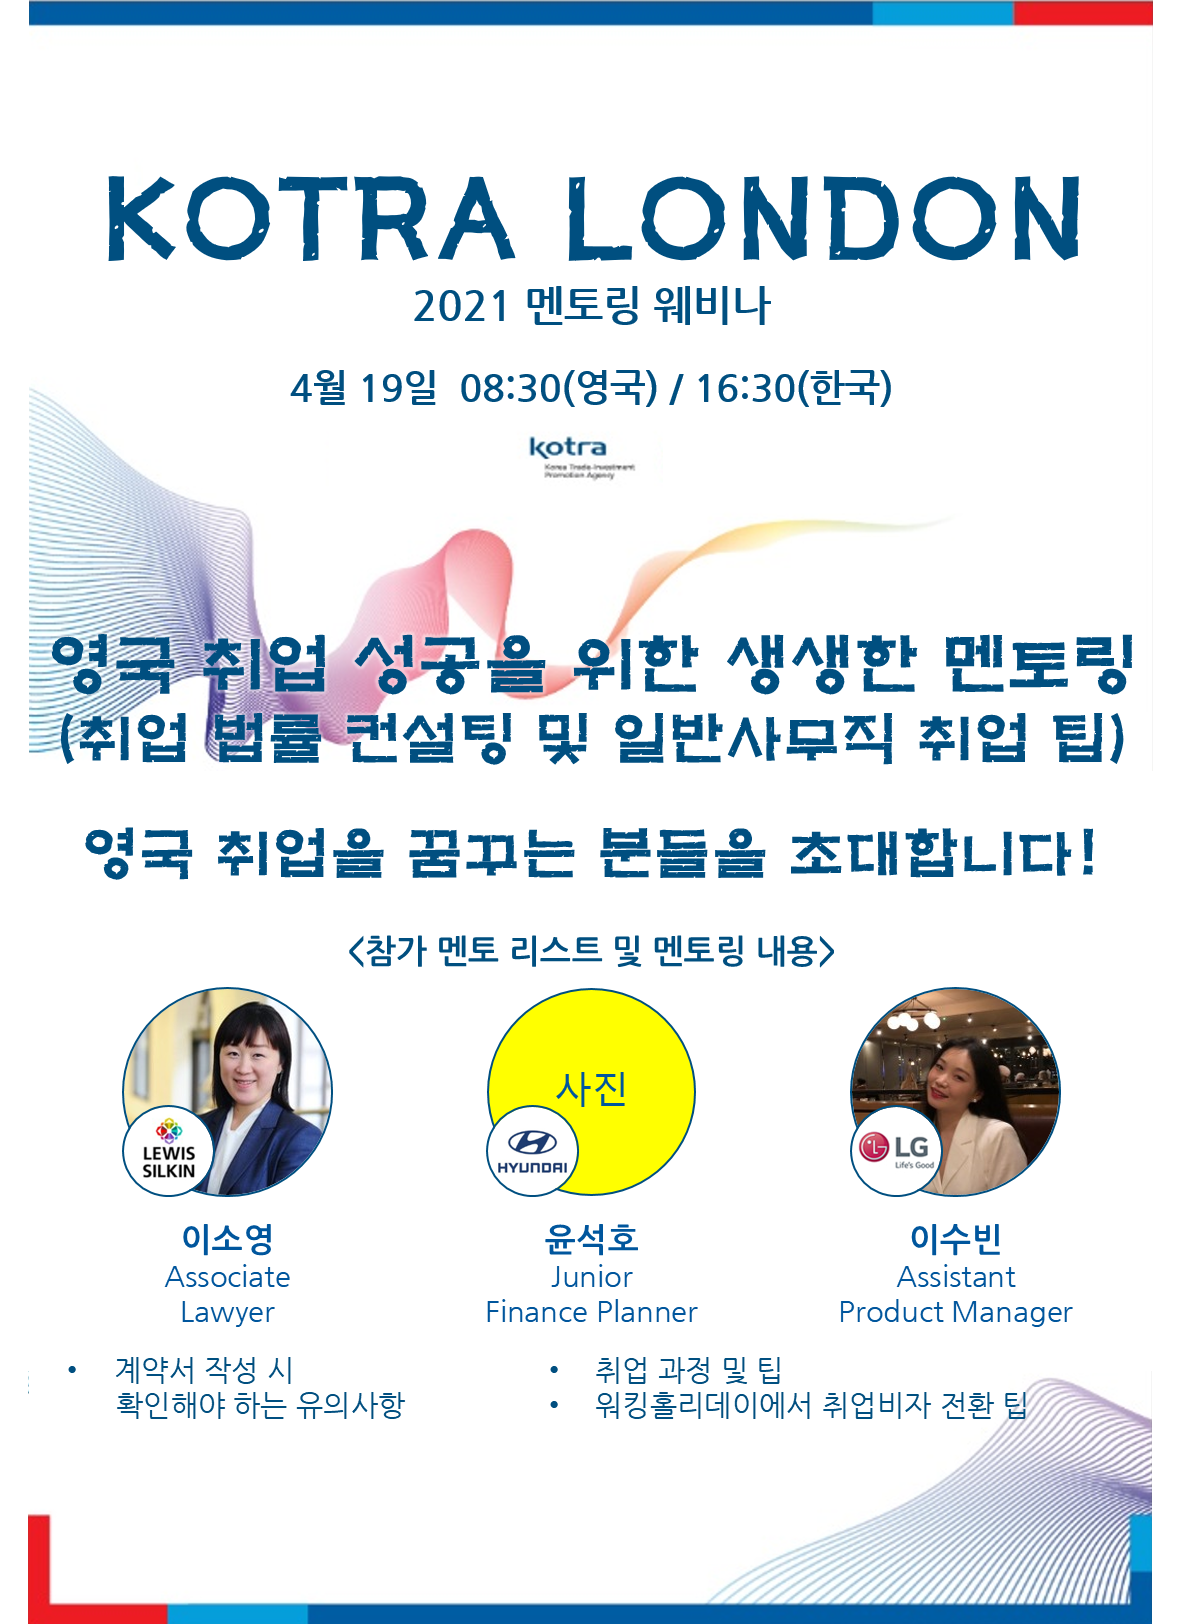 KOTRA LONDON
2021 멘토링 웨비나
4월 19일 08:30(영국) / 16:30(한국)
kotra
Korea Trade-Investment
Promotion Agency
영국 취업 성공을 위한 생생한 멘토링
(취업 법률 컨설팅 및 일반사무직 취업 팁)
영국 취업을 꿈꾸는 분들을 초대합니다!
<참가 멘토 리스트 및 멘토링 내용>
사진
LEWIS
SILKIN
HYUNDAI
LG
Life's Good
이소영
Associate
Lawyer
윤석호
Junior
Finance Planner
이수빈
Assistant
Product Manager
• 계약서 작성 시
확인해야 하는 유의사항
• 취업 과정 및 팁
• 워킹홀리데이에서 취업비자 전환 팁